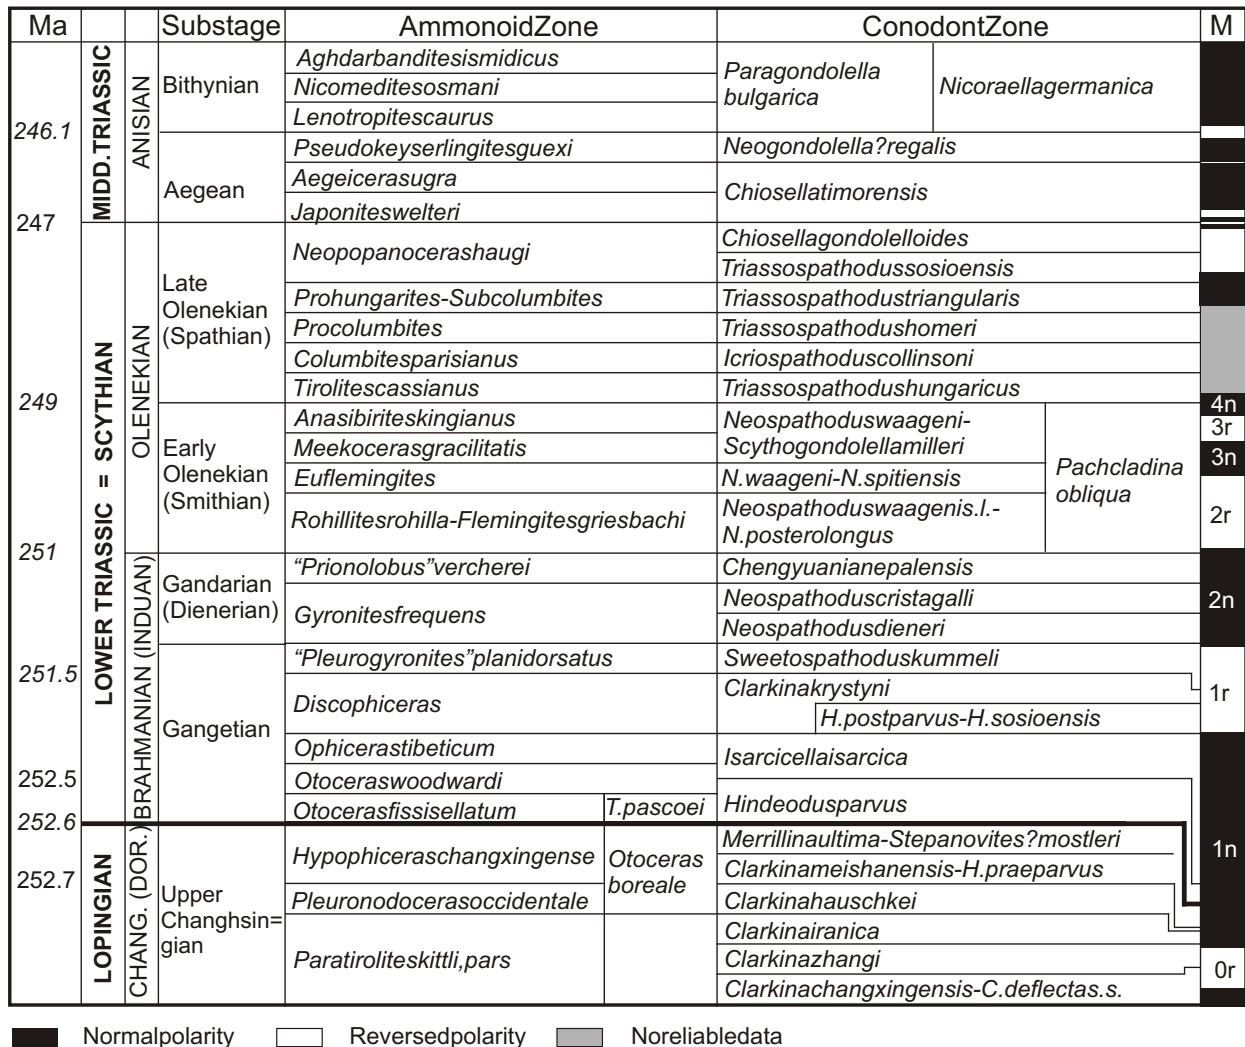 Ma
Substage
AmmonoidZone
ConodontZone
M
246.1
247
249
251
251.5
252.5
252.6
252.7
MIDD.TRIASSIC
LOWER TRIASSIC = SCYTHIAN
LOPINGIAN
ANISIAN
OLENEKIAN
BRAHMANIAN (INDUAN)
CHANG. (DOR.)
Bithynian
Aegean
Late
Olenekian
(Spathian)
Early
Olenekian
(Smithian)
Gandarian
(Dienerian)
Gangetian
Upper
Changhsin=
gian
Aghdarbanditesismidicus
Nicomeditesosmani
Lenotropitescaurus
Pseudokeyserlingitesguexi
Aegeicerasugra
Japoniteswelteri
Neopopanocerashaugi
Prohungarites-Subcolumbites
Procolumbites
Columbitesparisianus
Tirolitescassianus
Anasibiriteskingianus
Meekocerasgracilitatis
Euflemingites
Rohillitesrohilla-Flemingitesgriesbachi
“Prionolobus”vercherei
Gyronitesfrequens
“Pleurogyronites”planidorsatus
Discophiceras
Ophicerastibeticum
Otoceraswoodwardi
Otocerasfissisellatum
T.pascoei
Hypophiceraschangxingense
Otoceras
boreale
Pleuronodocerasoccidentale
Paratiroliteskittli,pars
Paragondolella
bulgarica
Nicoraellagermanica
Neogondolella?regalis
Chiosellatimorensis
Chiosellagondolelloides
Triassospathodussosioensis
Triassospathodustriangularis
Triassospathodushomeri
Icriospathoduscollinsoni
Triassospathodushungaricus
Neospathoduswaageni-
Scythogondolellamilleri
N.waageni-N.spitiensis
Neospathoduswaagenis.l.-
N.posterolongus
Pachcladina
obliqua
Chengyuanianepalensis
Neospathoduscristagalli
Neospathodusdieneri
Sweetospathoduskummeli
Clarkinakrystyni
H.postparvus-H.sosioensis
Isarcicellaisarcica
Hindeodusparvus
Merrillinaultima-Stepanovites?mostleri
Clarkinameishanensis-H.praeparvus
Clarkinahauschkei
Clarkinairanica
Clarkinazhangi
Clarkinachangxingensis-C.deflectas.s.
4n
3r
3n
2r
2n
1r
1n
0r
Normalpolarity
Reversedpolarity
Noreliabledata